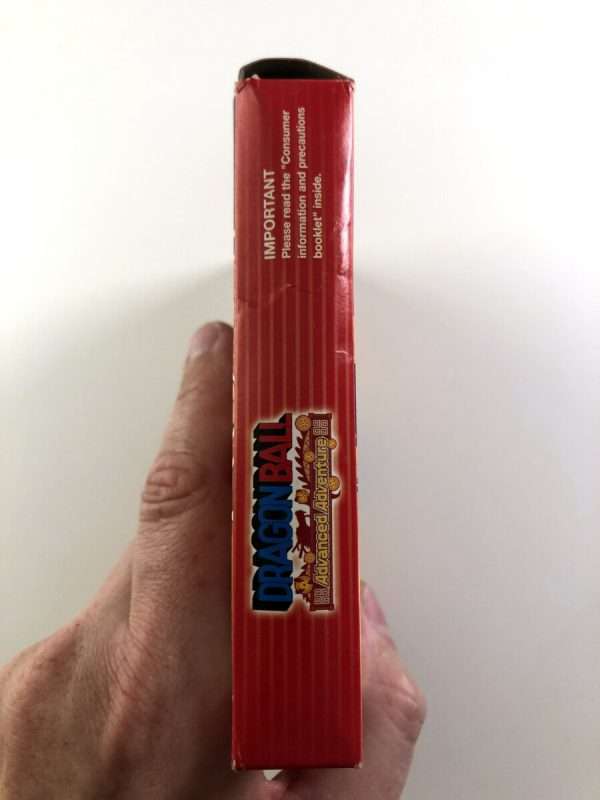 IMPORTANT
Please read the "Consumer
information and precautions
booklet" inside.
DRAGON BALL
Advanced Adventure